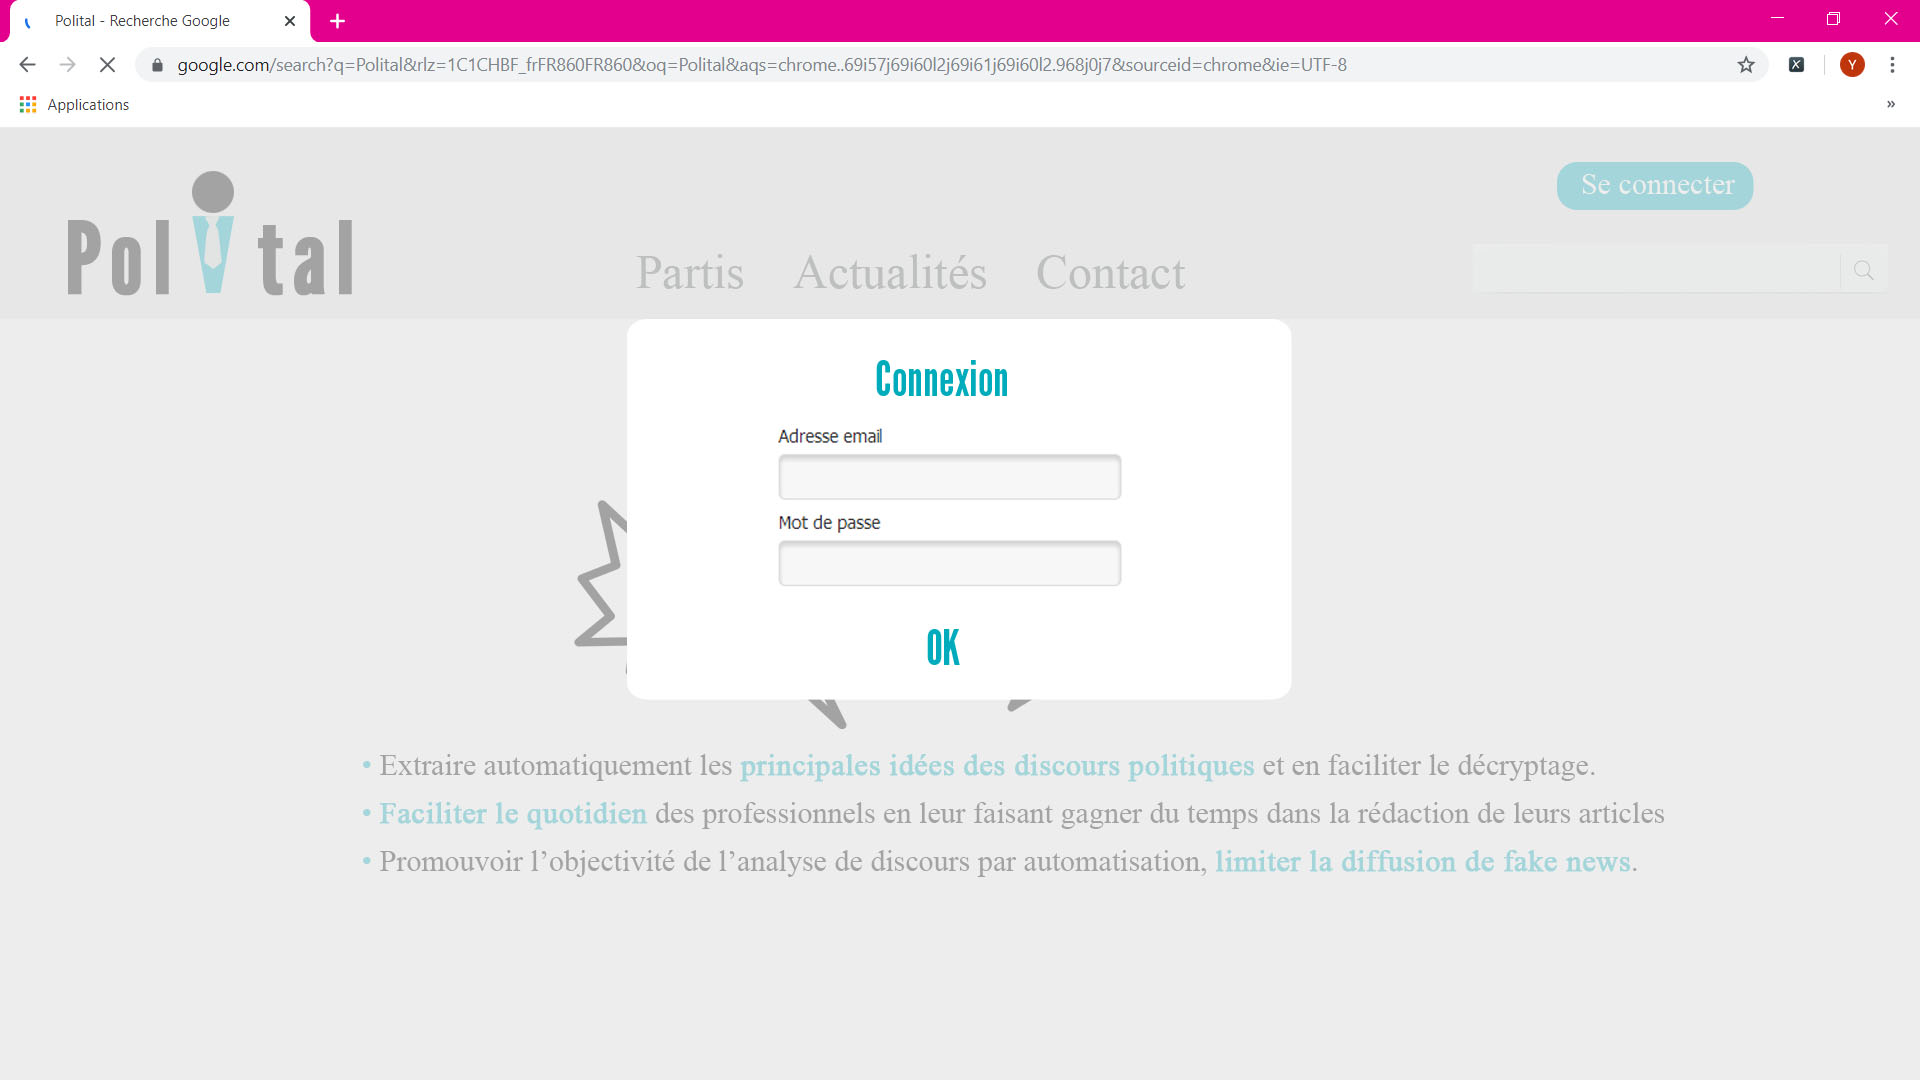 Polital - Recherche Google
google.com/search?q=Polital&rlz=1C1CHBF_frFR860FR860&oq=Polital&aqs=chrome..69i57j69i60l2j69i61j69i60l2.968j0j7&sourceid=chrome&ie=UTF-8
Y
Applications
»
Polital
Se connecter
Partis Actualités Contact
Connexion
Adresse email
Mot de passe
OK
• Extraire automatiquement les principales idées des discours politiques et en faciliter le décryptage.
• Faciliter le quotidien des professionnels en leur faisant gagner du temps dans la rédaction de leurs articles
• Promouvoir l’objectivité de l’analyse de discours par automatisation, limiter la diffusion de fake news.